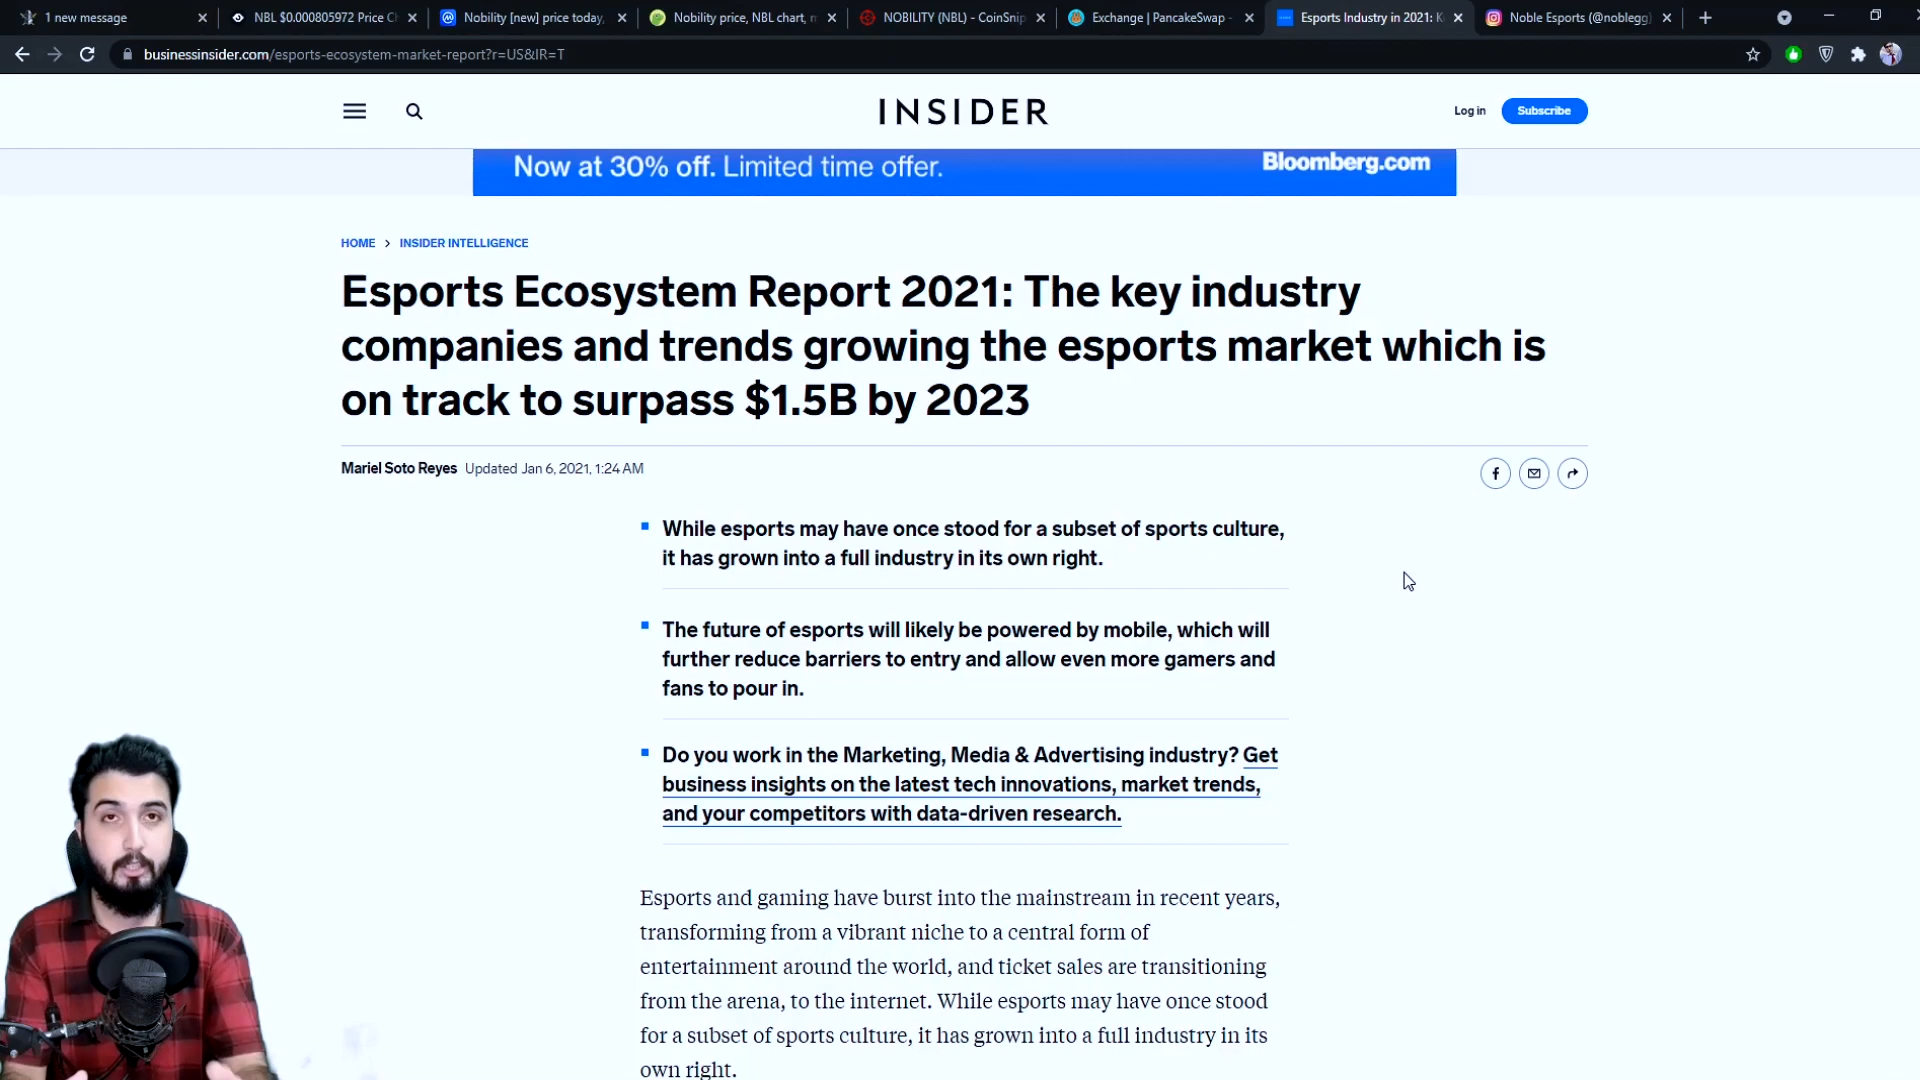 1 new message
NBL $0.000805972 Price C
Nobility [new] price today,
Nobility price, NBL chart, m
NOBILITY (NBL) - CoinSnip
Exchange | PancakeSwap -
Esports Industry in 2021: K
Noble Esports (@noblegg)
businessinsider.com/esports-ecosystem-market-report?r=US&IR=T
INSIDER
Log in
Subscribe
Now at 30% off. Limited time offer.
Bloomberg.com
HOME > INSIDER INTELLIGENCE
Esports Ecosystem Report 2021: The key industry
companies and trends growing the esports market which is
on track to surpass $1.5B by 2023
Mariel Soto Reyes Updated Jan 6, 2021, 1:24 AM
While esports may have once stood for a subset of sports culture,
it has grown into a full industry in its own right.
The future of esports will likely be powered by mobile, which will
further reduce barriers to entry and allow even more gamers and
fans to pour in.
Do you work in the Marketing, Media & Advertising industry? Get
business insights on the latest tech innovations, market trends,
and your competitors with data-driven research.
Esports and gaming have burst into the mainstream in recent years,
transforming from a vibrant niche to a central form of
entertainment around the world, and ticket sales are transitioning
from the arena, to the internet. While esports may have once stood
for a subset of sports culture, it has grown into a full industry in its
own right.